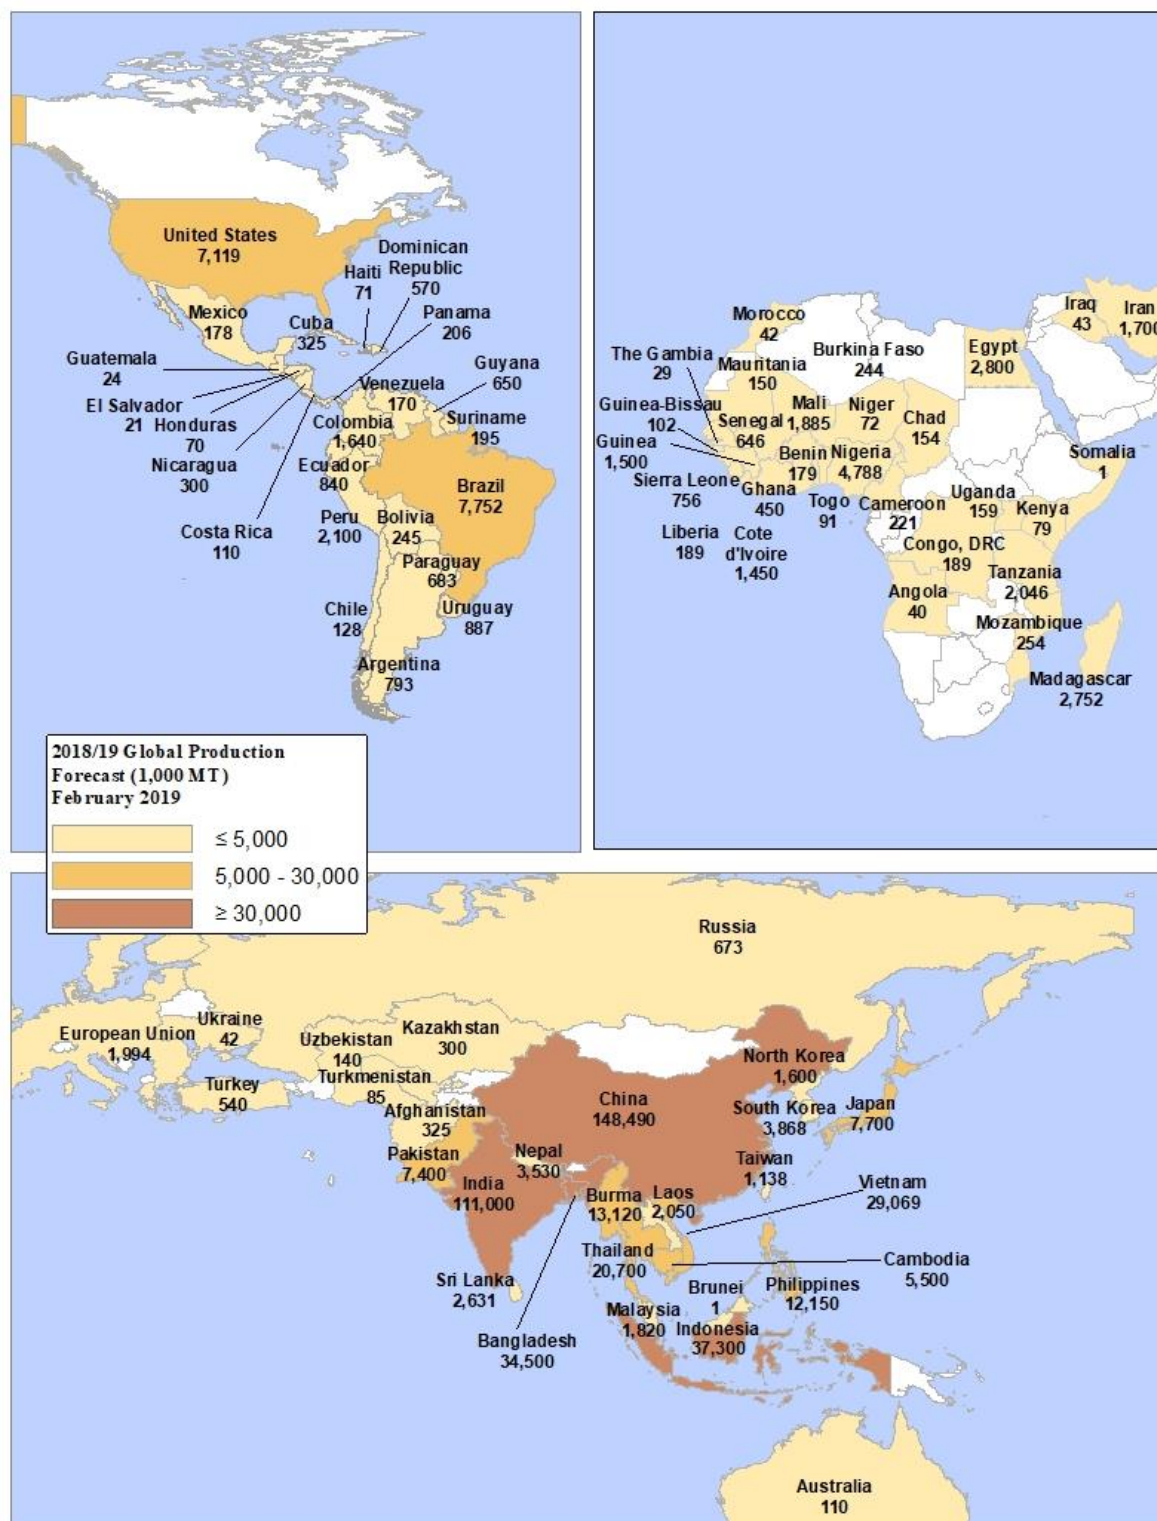 United States
7,119
Dominican
Republic
570
Haiti
71
Mexico
178
Cuba
325
Panama
206
Guatemala
24
Guyana
650
Venezuela
170
El Salvador
21
Honduras
70
Colombia
1,640
Suriname
195
Nicaragua
300
Ecuador
840
Brazil
7,752
Costa Rica
110
Peru
2,100
Bolivia
245
Paraguay
683
Chile
128
Uruguay
887
Argentina
793
Morocco
42
Iraq
43
Iran
1,700
The Gambia
29
Mauritania
150
Burkina Faso
244
Egypt
2,800
Guinea-Bissau
102
Senegal
646
Mali
1,885
Niger
72
Chad
154
Guinea
1,500
Benin
179
Nigeria
4,788
Somalia
1
Sierra Leone
756
Ghana
450
Togo
91
Cameroon
221
Uganda
159
Kenya
79
Liberia
189
Cote
d'Ivoire
1,450
Congo, DRC
189
Tanzania
2,046
Angola
40
Mozambique
254
Madagascar
2,752
2018/19 Global Production
Forecast (1,000 MT)
February 2019
≤ 5,000
5,000 - 30,000
≥ 30,000
Russia
673
European Union
1,994
Ukraine
42
Uzbekistan
140
Kazakhstan
300
North Korea
1,600
Turkey
540
Turkmenistan
85
China
148,490
Afghanistan
325
South Korea
3,868
Japan
7,700
Pakistan
7,400
Nepal
3,530
Taiwan
1,138
India
111,000
Burma
13,120
Laos
2,050
Vietnam
29,069
Thailand
20,700
Cambodia
5,500
Sri Lanka
2,631
Brunei
1
Philippines
12,150
Malaysia
1,820
Indonesia
37,300
Bangladesh
34,500
Australia
110